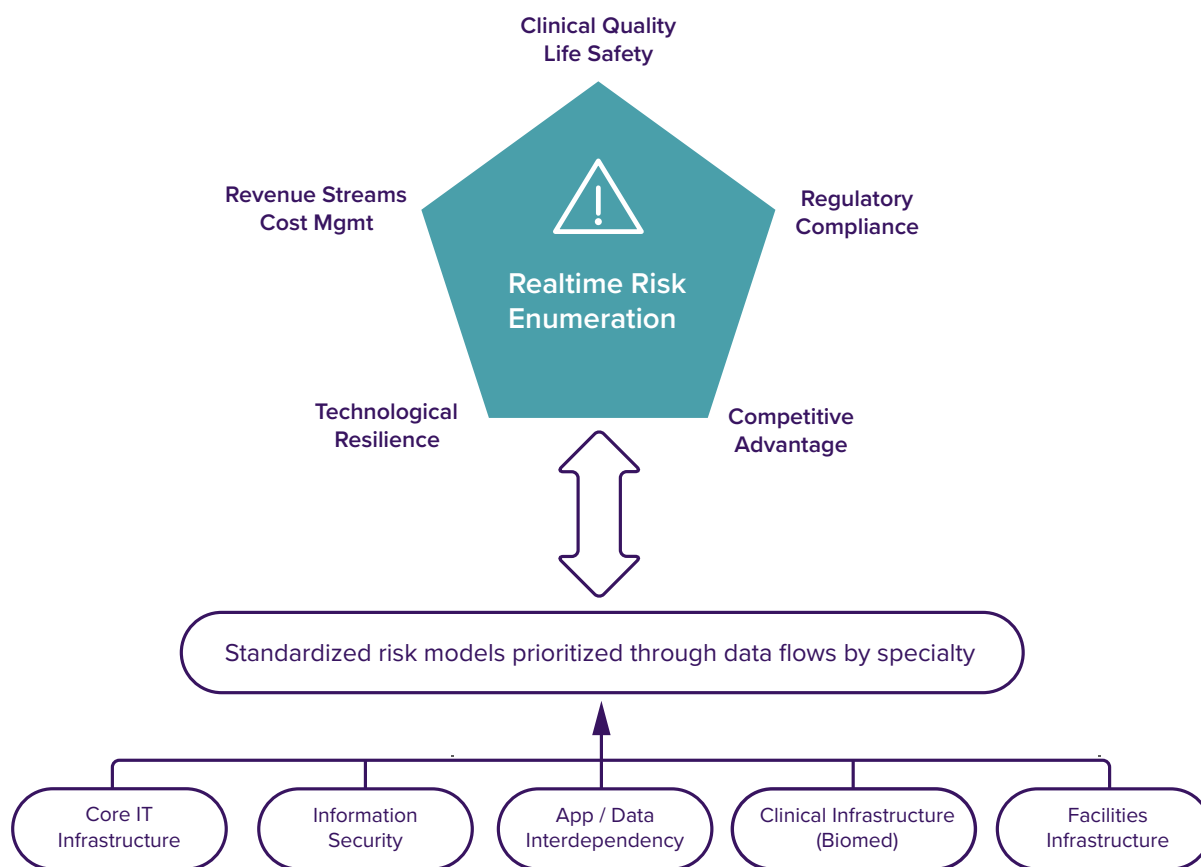 Clinical Quality
Life Safety
Revenue Streams
Cost Mgmt
Regulatory
Compliance
Realtime Risk
Enumeration
Technological
Resilience
Competitive
Advantage
Standardized risk models prioritized through data flows by specialty
Core IT
Infrastructure
Information
Security
App / Data
Interdependency
Clinical Infrastructure
(Biomed)
Facilities
Infrastructure